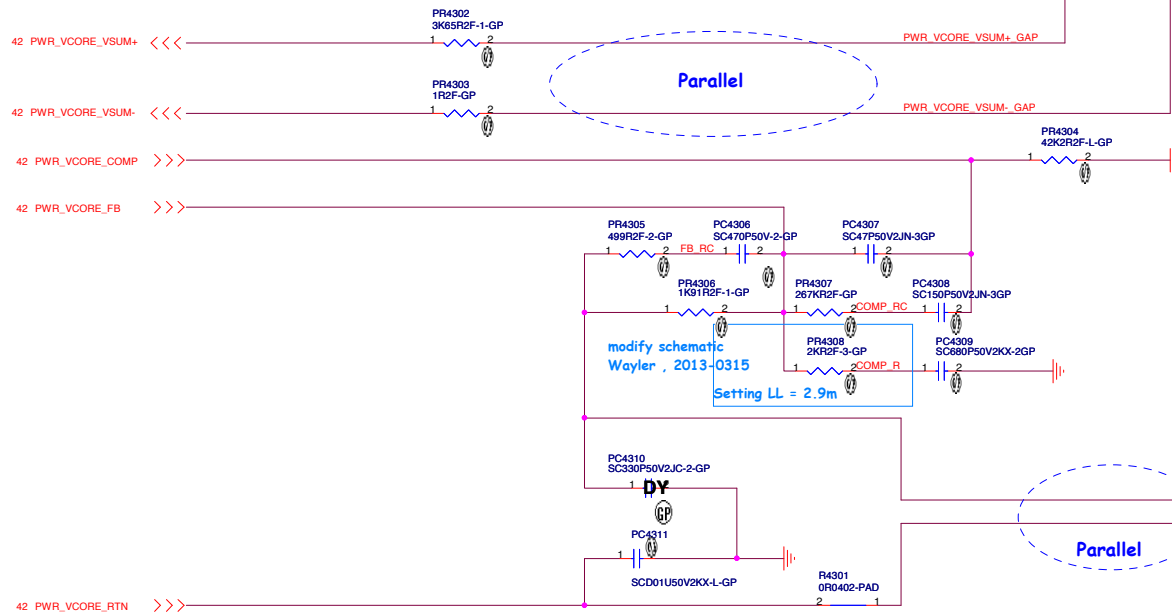 PR4302
3K65R2F-1-GP
42 PWR_VCORE_VSUM+
1 2
PWR_VCORE_VSUM+_GAP
Parallel
PR4303
1R2F-GP
42 PWR_VCORE_VSUM-
1 2
PWR_VCORE_VSUM-_GAP
PR4304
42K2R2F-L-GP
42 PWR_VCORE_COMP
1 2
42 PWR_VCORE_FB
PR4305
499R2F-2-GP
1 2
FB_RC
PC4306
SC470P50V-2-GP
1 2
PC4307
SC47P50V2JN-3GP
1 2
PR4306
1K91R2F-1-GP
1 2
PR4307
267KR2F-GP
1 2
COMP_RC
PC4308
SC150P50V2JN-3GP
1 2
modify schematic
Wayler , 2013-0315
PR4308
2KR2F-3-GP
1 2
COMP_R
PC4309
SC680P50V2KX-2GP
1 2
Setting LL = 2.9m
PC4310
SC330P50V2JC-2-GP
1 DY
GP
PC4311
1
SCD01U50V2KX-L-GP
Parallel
R4301
0R0402-PAD
42 PWR_VCORE_RTN
2 1